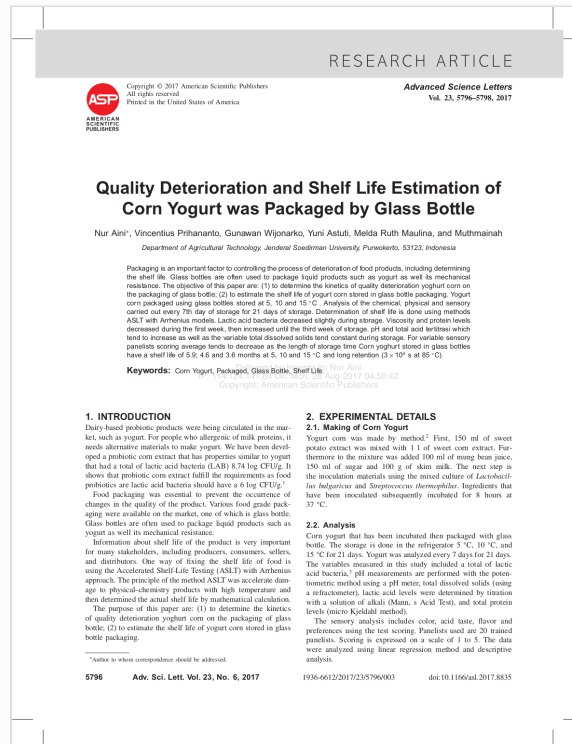 RESEARCH ARTICLE
ASP
AMERICAN
SCIENTIFIC
PUBLISHERS
Copyright © 2017 American Scientific Publishers
All rights reserved
Printed in the United States of America
Advanced Science Letters
Vol. 23, 5796–5798, 2017
Quality Deterioration and Shelf Life Estimation of
Corn Yogurt was Packaged by Glass Bottle
Nur Aini*, Vincentius Prihananto, Gunawan Wijonarko, Yuni Astuti, Melda Ruth Maulina, and Muthmainah
Department of Agricultural Technology, Jenderal Soedirman University, Purwokerto, 53123, Indonesia
Packaging is an important factor to controlling the process of deterioration of food products, including determining
the shelf life. Glass bottles are often used to package liquid products such as yogurt as well its mechanical
resistance. The objective of this paper are: (1) to determine the kinetics of quality deterioration yoghurt corn on
the packaging of glass bottle; (2) to estimate the shelf life of yogurt corn stored in glass bottle packaging. Yogurt
corn packaged using glass bottles stored at 5, 10 and 15 °C . Analysis of the chemical, physical and sensory
carried out every 7th day of storage for 21 days of storage. Determination of shelf life is done using methods
ASLT with Arrhenius Models. Lactic acid bacteria decreased slightly during storage. Viscosity and protein levels
decreased during the first week, then increased until the third week of storage. pH and total acid tertitrasi which
tend to increase as well as the variable total dissolved solids tend constant during storage. For variable sensory
panelists scoring average tends to decrease as the length of storage time Corn yoghurt stored in glass bottles
have a shelf life of 5.9; 4.6 and 3.6 months at 5, 10 and 15 °C and long retention (3 × 10⁴ s at 85 °C).
Keywords: Corn Yogurt, Packaged, Glass Bottle, Shelf Life.
Nur Aini
Aug 2017 04:50:42
Copyright: American Scientific Publishers
1. INTRODUCTION
Dairy-based probiotic products were being circulated in the mar-
ket, such as yogurt. For people who allergenic of milk proteins, it
needs alternative materials to make yogurt. We have been devel-
oped a probiotic corn extract that has properties similar to yogurt
that had a total of lactic acid bacteria (LAB) 8.74 log CFU/g. It
shows that probiotics corn extract fulfill the requirements as food
probiotics are lactic acid bacteria should have a 6 log CFU/g.¹
Food packaging was essential to prevent the occurrence of
changes in the quality of the product. Various food grade pack-
aging were available on the market, one of which is glass bottle.
Glass bottles are often used to package liquid products such as
yogurt as well its mechanical resistance.
Information about shelf life of the product is very important
for many stakeholders, including producers, consumers, sellers,
and distributors. One way of fixing the shelf life of food is
using the Accelerated Shelf-Life Testing (ASLT) with Arrhenius
approach. The principle of the method ASLT was accelerate dam-
age to physical-chemistry products with high temperature and
then determined the actual shelf life by mathematical calculation.
The purpose of this paper are: (1) to determine the kinetics
of quality deterioration yoghurt corn on the packaging of glass
bottle; (2) to estimate the shelf life of yogurt corn stored in glass
bottle packaging.
*Author to whom correspondence should be addressed.
2. EXPERIMENTAL DETAILS
2.1. Making of Corn Yogurt
Yogurt corn was made by method.² First, 150 ml of sweet
potato extract was mixed with 1 l of sweet corn extract. Fur-
thermore to the mixture was added 100 ml of mung bean juice,
150 ml of sugar and 100 g of skim milk. The next step is
the inoculation materials using the mixed culture of Lactobacil-
lus bulgaricus and Streptococcus thermophilus. Ingredients that
have been inoculated subsequently incubated for 8 hours at
37 °C.
2.2. Analysis
Corn yogurt that has been incubated then packaged with glass
bottle. The storage is done in the refrigerator 5 °C, 10 °C, and
15 °C for 21 days. Yogurt was analyzed every 7 days for 21 days.
The variables measured in this study included a total of lactic
acid bacteria,³ pH measurements are performed with the poten-
tiometric method using a pH meter, total dissolved solids (using
a refractometer), lactic acid levels were determined by titration
with a solution of alkali (Mann, s Acid Test), and total protein
levels (micro Kjeldahl method).
The sensory analysis includes color, acid taste, flavor and
preferences using the test scoring. Panelists used are 20 trained
panelists. Scoring is expressed on a scale of 1 to 5. The data
were analyzed using linear regression method and descriptive
analysis.
5796 Adv. Sci. Lett. Vol. 23, No. 6, 2017 1936-6612/2017/23/5796/003 doi:10.1166/asl.2017.8835